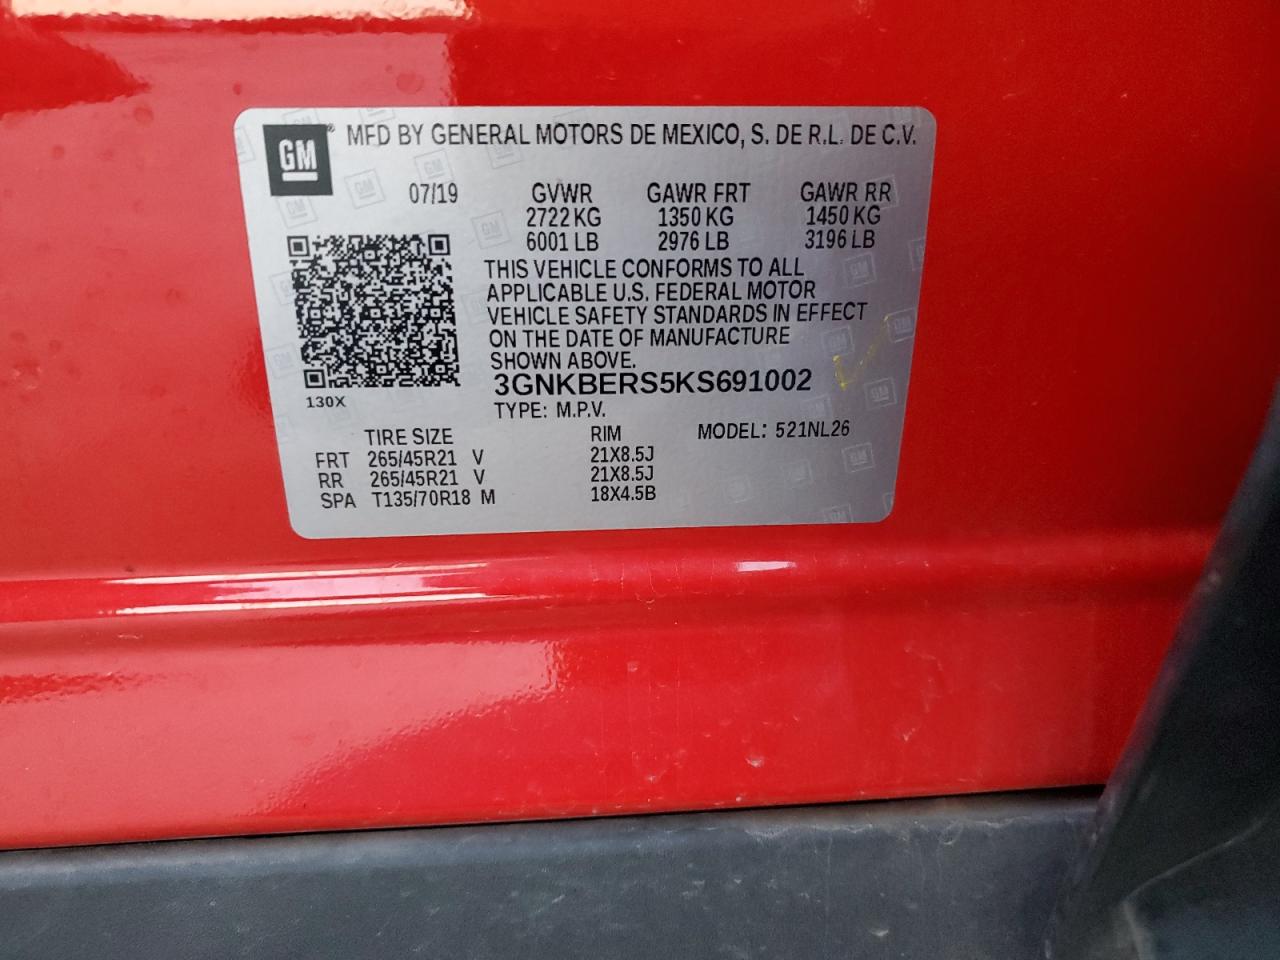 GM® MFD BY GENERAL MOTORS DE MEXICO, S. DE R.L. DE C.V.
07/19 GVWR GAWR FRT GAWR RR
2722 KG 1350 KG 1450 KG
6001 LB 2976 LB 3196 LB
THIS VEHICLE CONFORMS TO ALL
APPLICABLE U.S. FEDERAL MOTOR
VEHICLE SAFETY STANDARDS IN EFFECT
ON THE DATE OF MANUFACTURE
SHOWN ABOVE.
3GNKBERS5KS691002
130X
TYPE: M.P.V.
TIRE SIZE RIM MODEL: 521NL26
FRT 265/45R21 V 21X8.5J
RR 265/45R21 V 21X8.5J
SPA T135/70R18 M 18X4.5B